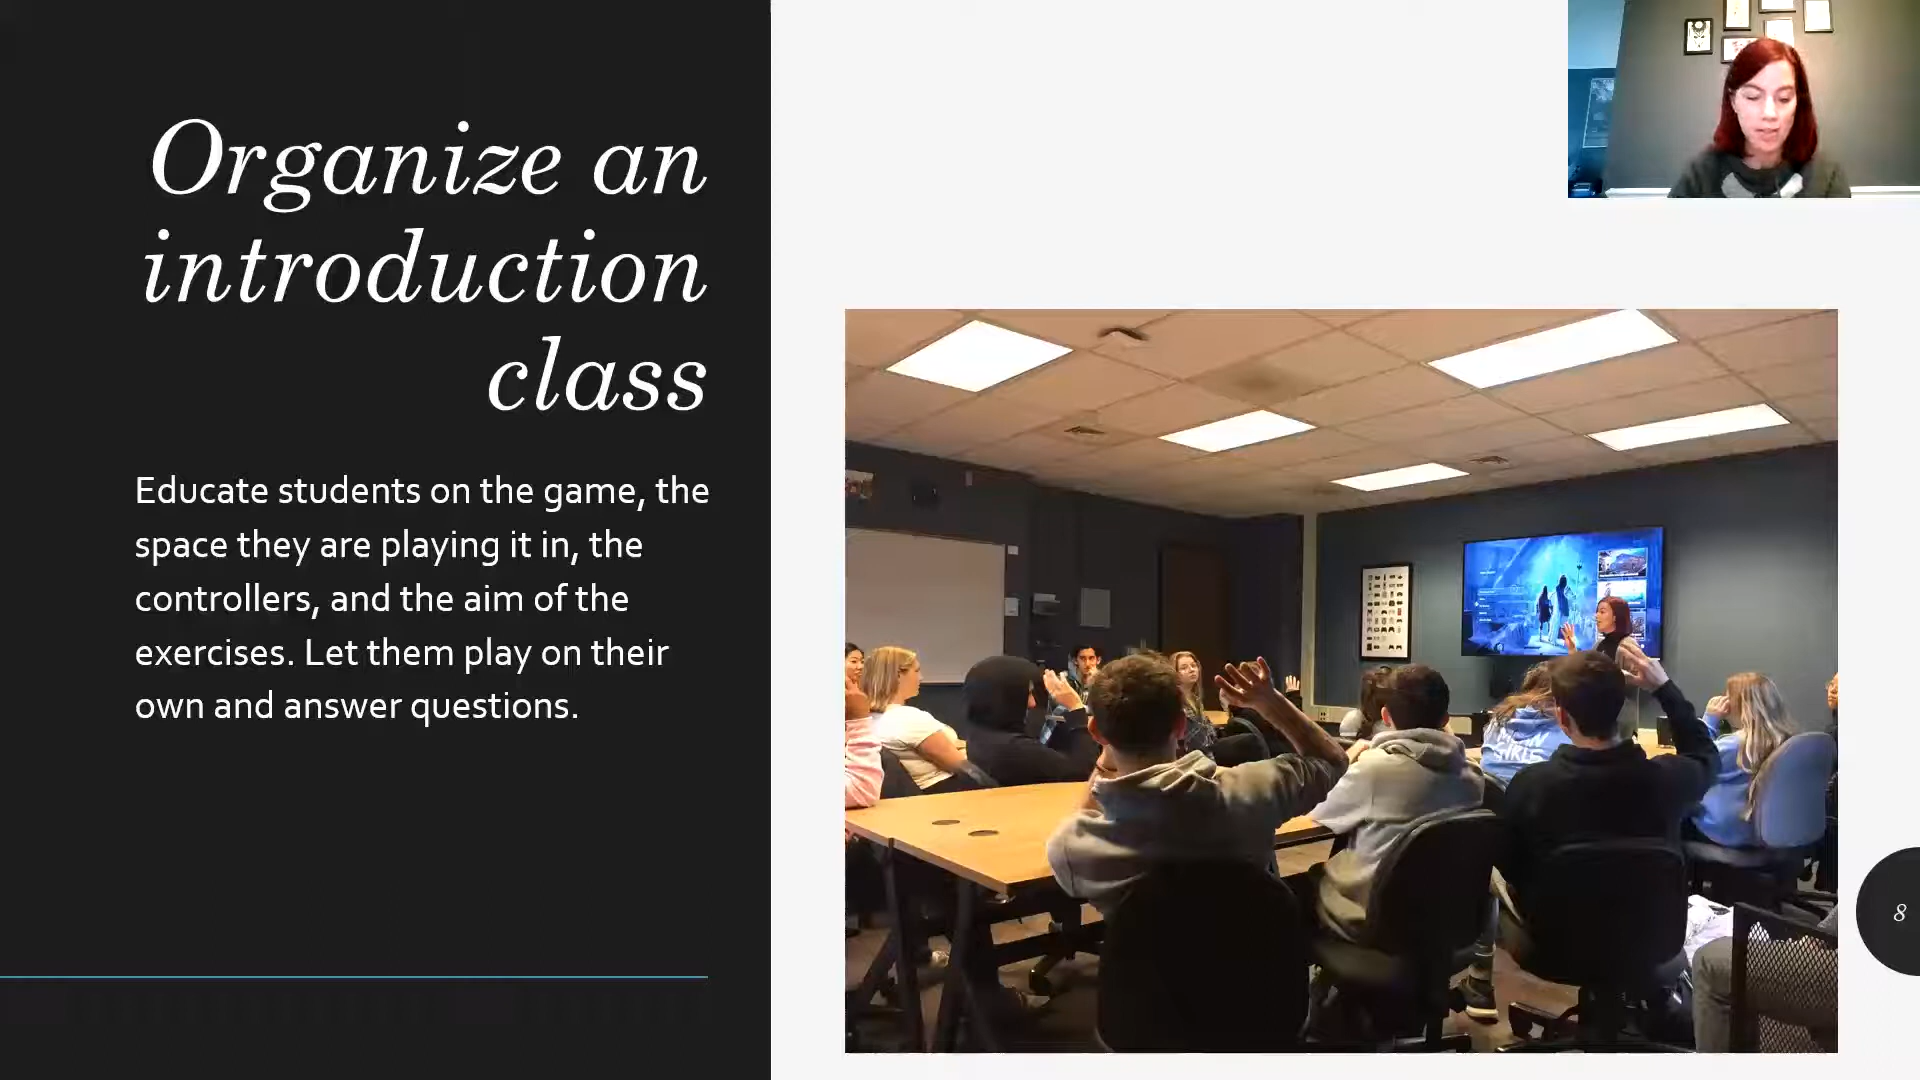 Organize an
introduction
class
Educate students on the game, the
space they are playing it in, the
controllers, and the aim of the
exercises. Let them play on their
own and answer questions.
8